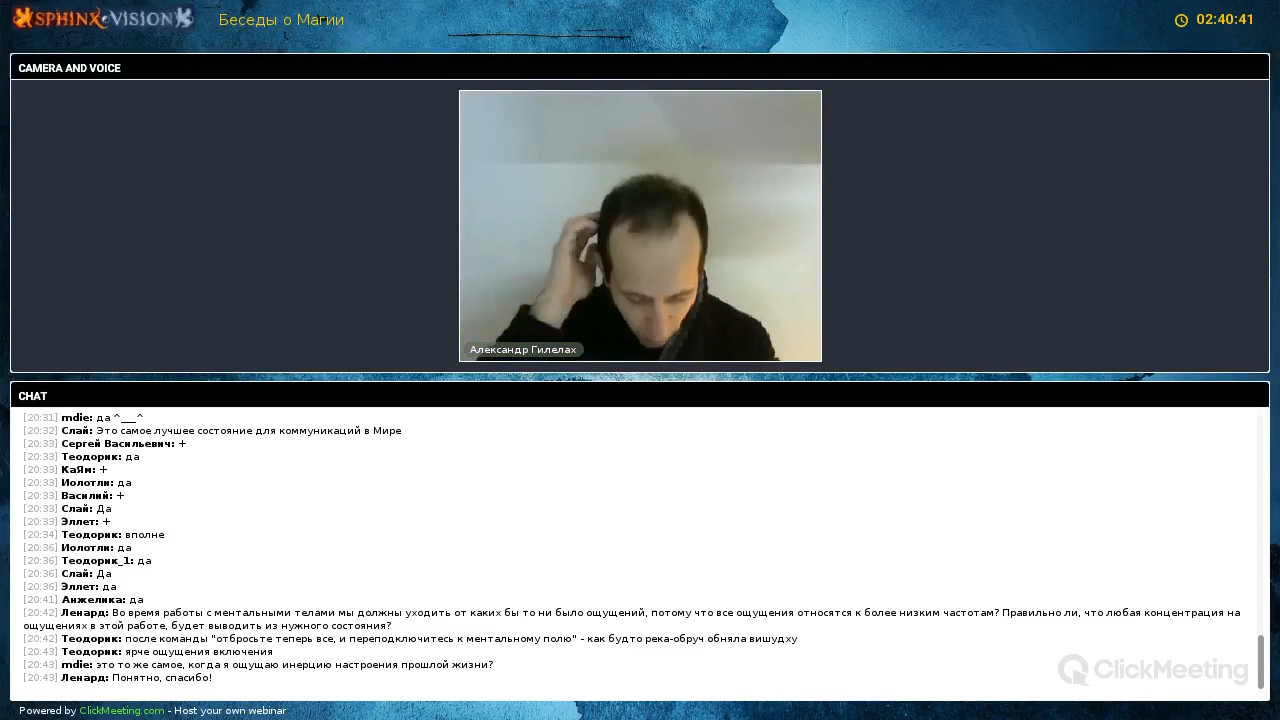 SPHINX VISION
Беседы о Магии
02:40:41
CAMERA AND VOICE
Александр Гилелах
CHAT
[20:31] mdie: да ^___^
[20:32] Слай: Это самое лучшее состояние для коммуникаций в Мире
[20:33] Сергей Васильевич: +
[20:33] Теодорик: да
[20:33] КаЯм: +
[20:33] Иолотли: да
[20:33] Василий: +
[20:33] Слай: Да
[20:33] Эллет: +
[20:34] Теодорик: вполне
[20:36] Иолотли: да
[20:36] Теодорик_1: да
[20:36] Слай: Да
[20:36] Эллет: да
[20:41] Анжелика: да
[20:42] Ленард: Во время работы с ментальными телами мы должны уходить от каких бы то ни было ощущений, потому что все ощущения относятся к более низким частотам? Правильно ли, что любая концентрация на
ощущениях в этой работе, будет выводить из нужного состояния?
[20:42] Теодорик: после команды "отбросьте теперь все, и переподключитесь к ментальному полю" - как будто река-обруч обняла вишудху
[20:43] Теодорик: ярче ощущения включения
[20:43] mdie: это то же самое, когда я ощущаю инерцию настроения прошлой жизни?
[20:43] Ленард: Понятно, спасибо!
ClickMeeting
Powered by ClickMeeting.com - Host your own webinar